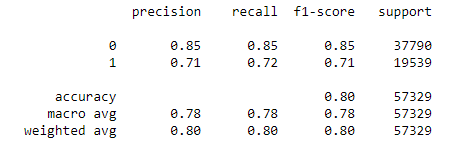 precision recall f1-score support
0 0.85 0.85 0.85 37790
1 0.71 0.72 0.71 19539
accuracy 0.80 57329
macro avg 0.78 0.78 0.78 57329
weighted avg 0.80 0.80 0.80 57329